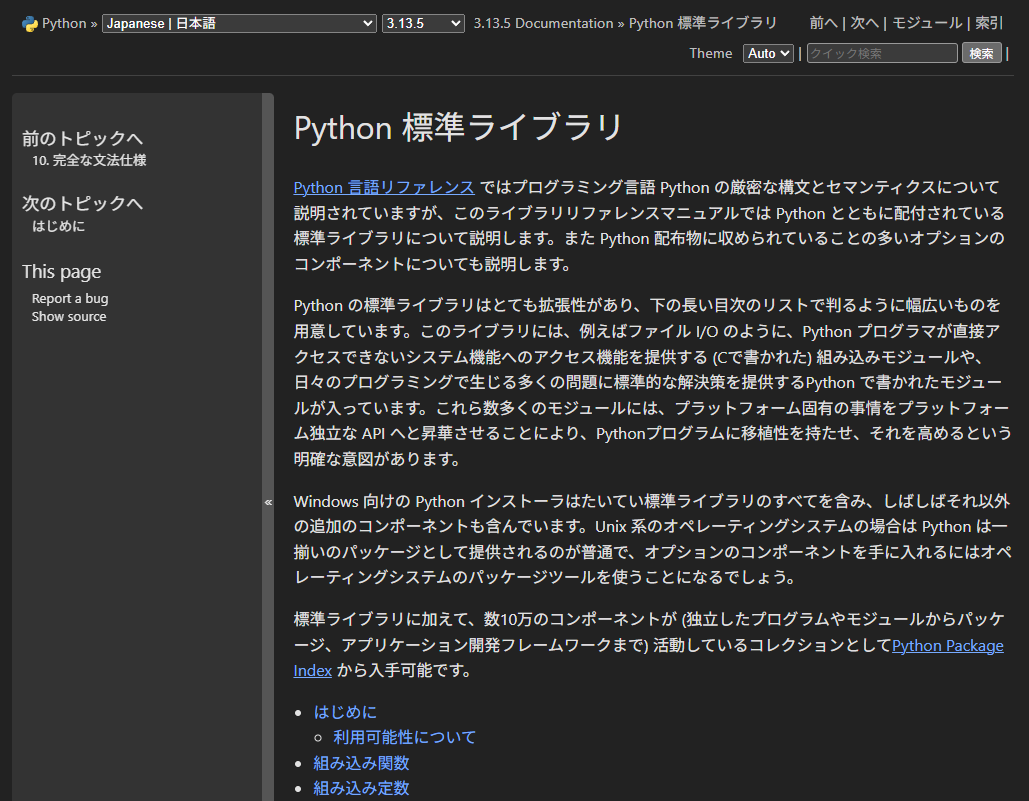 Python » Japanese | 日本語 3.13.5 3.13.5 Documentation » Python 標準ライブラリ 前へ | 次へ | モジュール | 索引
Theme Auto | クイック検索 検索 |
前のトピックへ
10. 完全な文法仕様
次のトピックへ
はじめに
This page
Report a bug
Show source
«
Python 標準ライブラリ
Python 言語リファレンス ではプログラミング言語 Python の厳密な構文とセマンティクスについて
説明されていますが、このライブラリリファレンスマニュアルでは Python とともに配付されている
標準ライブラリについて説明します。また Python 配布物に収められていることの多いオプションの
コンポーネントについても説明します。
Python の標準ライブラリはとても拡張性があり、下の長い目次のリストで判るように幅広いものを
用意しています。このライブラリには、例えばファイル I/O のように、Python プログラマが直接ア
クセスできないシステム機能へのアクセス機能を提供する (Cで書かれた) 組み込みモジュールや、
日々のプログラミングで生じる多くの問題に標準的な解決策を提供するPython で書かれたモジュー
ルが入っています。これら数多くのモジュールには、プラットフォーム固有の事情をプラットフォー
ム独立な API へと昇華させることにより、Pythonプログラムに移植性を持たせ、それを高めるという
明確な意図があります。
Windows 向けの Python インストーラはたいてい標準ライブラリのすべてを含み、しばしばそれ以外
の追加のコンポーネントも含んでいます。Unix 系のオペレーティングシステムの場合は Python は一
揃いのパッケージとして提供されるのが普通で、オプションのコンポーネントを手に入れるにはオペ
レーティングシステムのパッケージツールを使うことになるでしょう。
標準ライブラリに加えて、数10万のコンポーネントが (独立したプログラムやモジュールからパッケ
ージ、アプリケーション開発フレームワークまで) 活動しているコレクションとしてPython Package
Index から入手可能です。
はじめに
利用可能性について
組み込み関数
組み込み定数